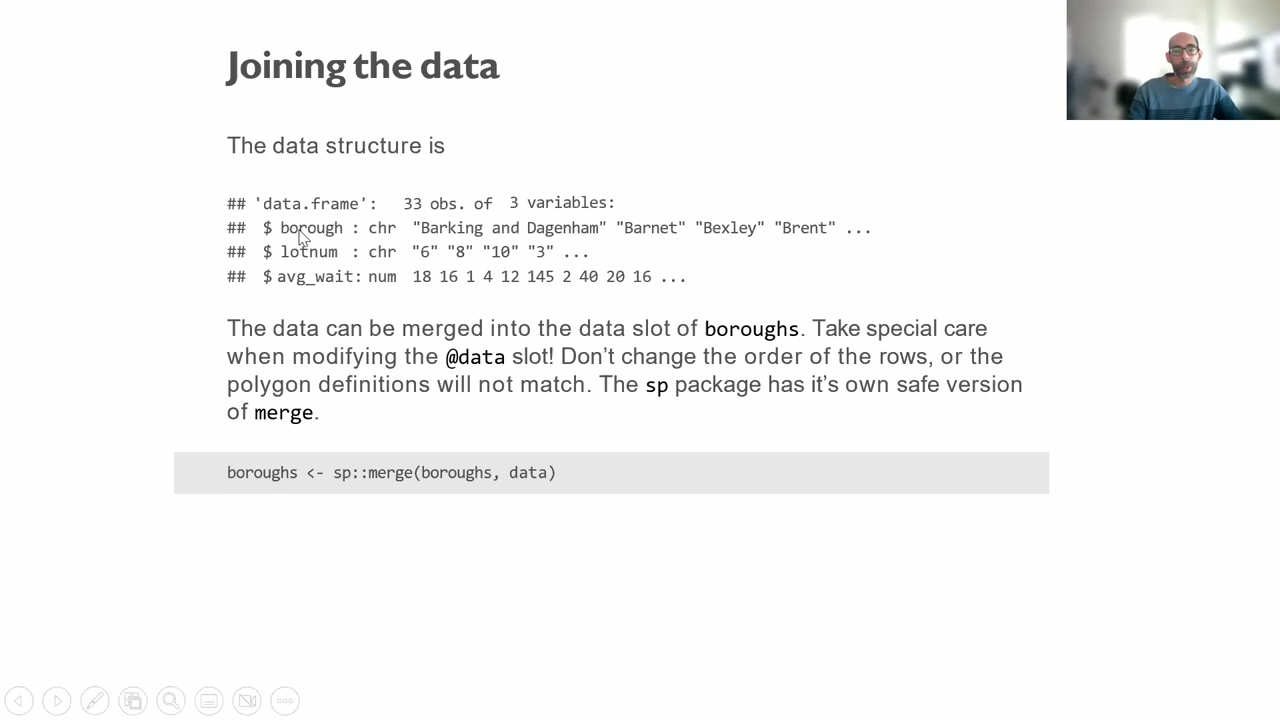 Joining the data
The data structure is
## 'data.frame': 33 obs. of 3 variables:
## $ borough : chr "Barking and Dagenham" "Barnet" "Bexley" "Brent" ...
## $ lotnum : chr "6" "8" "10" "3" ...
## $ avg_wait: num 18 16 1 4 12 145 2 40 20 16 ...
The data can be merged into the data slot of boroughs. Take special care
when modifying the @data slot! Don’t change the order of the rows, or the
polygon definitions will not match. The sp package has it’s own safe version
of merge.
boroughs <- sp::merge(boroughs, data)